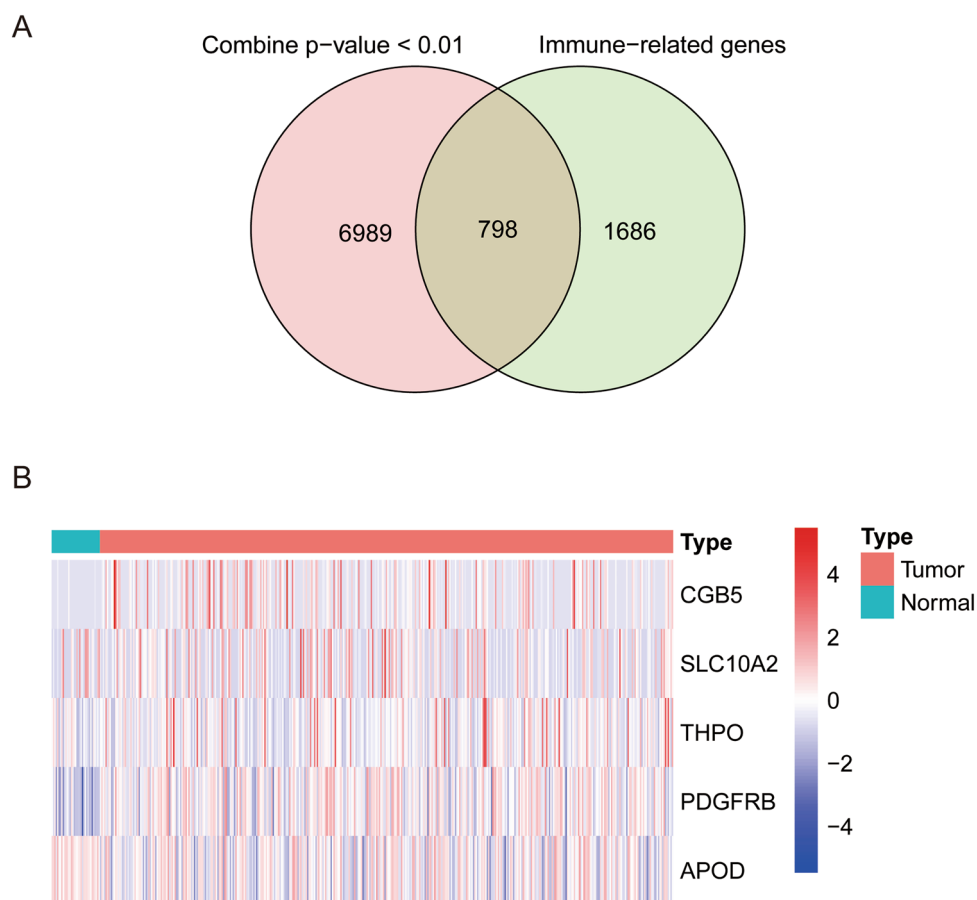 A
Combine p−value < 0.01
Immune−related genes
6989
798
1686
B
Type
CGB5
SLC10A2
THPO
PDGFRB
APOD
4
2
0
−2
−4
Type
Tumor
Normal